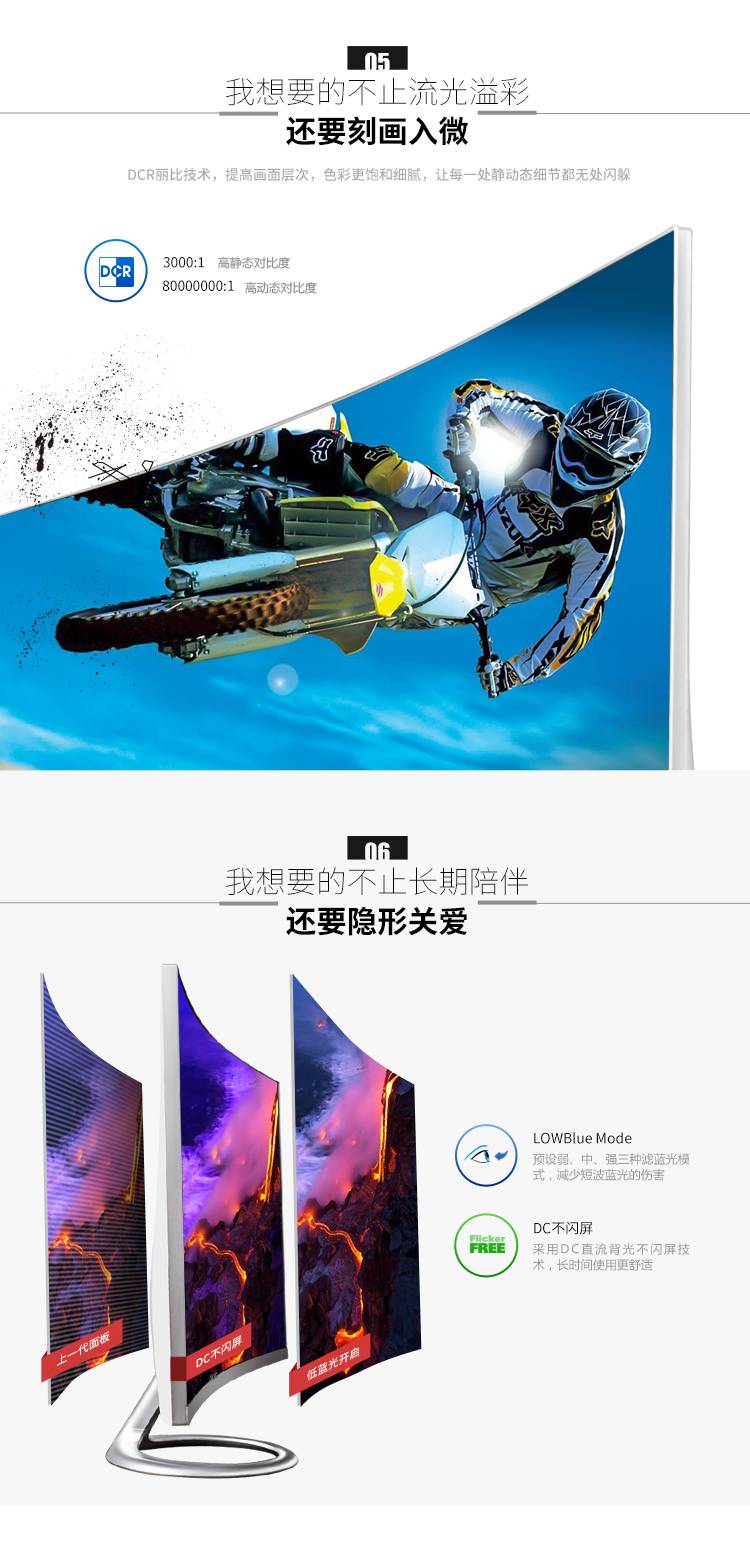 05
我想要的不止流光溢彩
还要刻画入微
DCR丽比技术，提高画面层次，色彩更饱和细腻，让每一处静动态细节都无处闪躲
DCR
3000:1 高静态对比度
80000000:1 高动态对比度
SUZUKI
FOX
06
我想要的不止长期陪伴
还要隐形关爱
LOWBlue Mode
预设弱、中、强三种滤蓝光模
式，减少短波蓝光的伤害
Flicker
FREE
DC不闪屏
采用DC直流背光不闪屏技
术，长时间使用更舒适
上一代面板
DC不闪屏
低蓝光开启